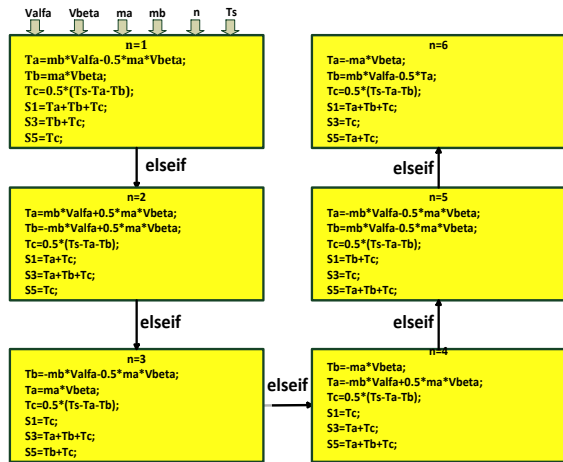 Valfa Vbeta ma mb n Ts
n=1
Ta=mb*Valfa-0.5*ma*Vbeta;
Tb=ma*Vbeta;
Tc=0.5*(Ts-Ta-Tb);
S1=Ta+Tb+Tc;
S3=Tb+Tc;
S5=Tc;
elseif
n=2
Ta=mb*Valfa+0.5*ma*Vbeta;
Tb=-mb*Valfa+0.5*ma*Vbeta;
Tc=0.5*(Ts-Ta-Tb);
S1=Ta+Tc;
S3=Ta+Tb+Tc;
S5=Tc;
elseif
n=3
Tb=-mb*Valfa-0.5*ma*Vbeta;
Ta=ma*Vbeta;
Tc=0.5*(Ts-Ta-Tb);
S1=Tc;
S3=Ta+Tb+Tc;
S5=Tb+Tc;
elseif
n=4
Tb=-ma*Vbeta;
Ta=-mb*Valfa+0.5*ma*Vbeta;
Tc=0.5*(Ts-Ta-Tb);
S1=Tc;
S3=Ta+Tc;
S5=Ta+Tb+Tc;
elseif
n=5
Ta=-mb*Valfa-0.5*ma*Vbeta;
Tb=mb*Valfa-0.5*ma*Vbeta;
Tc=0.5*(Ts-Ta-Tb);
S1=Tb+Tc;
S3=Tc;
S5=Ta+Tb+Tc;
elseif
n=6
Ta=-ma*Vbeta;
Tb=mb*Valfa-0.5*Ta;
Tc=0.5*(Ts-Ta-Tb);
S1=Ta+Tb+Tc;
S3=Tc;
S5=Ta+Tc;